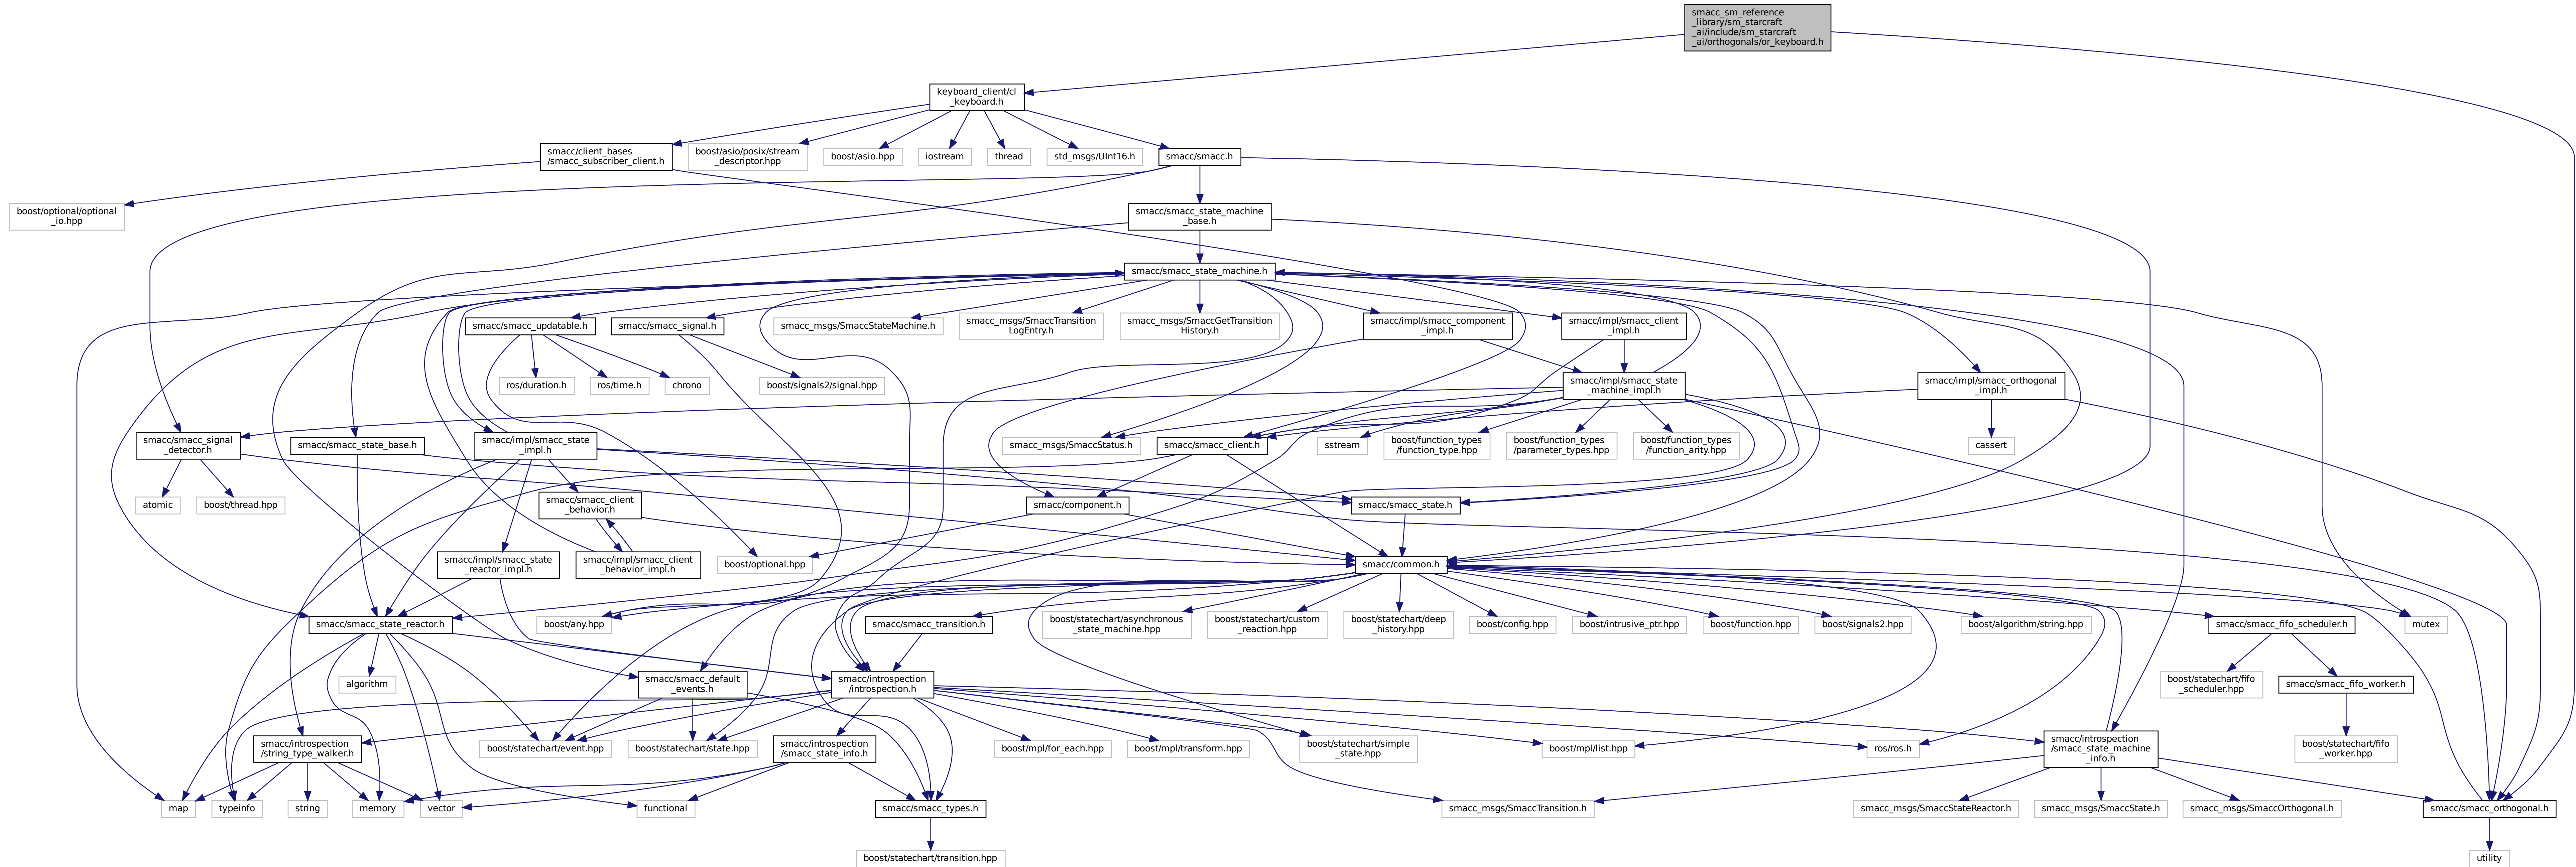 smacc_sm_reference
_library/sm_starcraft
_ai/include/sm_starcraft
_ai/orthogonals/or_keyboard.h
keyboard_client/cl
_keyboard.h
smacc/client_bases
/smacc_subscriber_client.h
boost/asio/posix/stream
_descriptor.hpp
boost/asio.hpp
iostream
thread
std_msgs/UInt16.h
smacc/smacc.h
boost/optional/optional
_io.hpp
smacc/smacc_state_machine
_base.h
smacc/smacc_state_machine.h
smacc/smacc_updatable.h
smacc/smacc_signal.h
smacc_msgs/SmaccStateMachine.h
smacc_msgs/SmaccTransition
LogEntry.h
smacc_msgs/SmaccGetTransition
History.h
smacc/impl/smacc_component
_impl.h
smacc/impl/smacc_client
_impl.h
ros/duration.h
ros/time.h
chrono
boost/signals2/signal.hpp
smacc/impl/smacc_state
_machine_impl.h
smacc/impl/smacc_orthogonal
_impl.h
smacc/smacc_signal
_detector.h
smacc/smacc_state_base.h
smacc/impl/smacc_state
_impl.h
smacc_msgs/SmaccStatus.h
smacc/smacc_client.h
sstream
boost/function_types
/function_type.hpp
boost/function_types
/parameter_types.hpp
boost/function_types
/function_arity.hpp
cassert
atomic
boost/thread.hpp
smacc/smacc_client
_behavior.h
smacc/component.h
smacc/smacc_state.h
smacc/impl/smacc_state
_reactor_impl.h
smacc/impl/smacc_client
_behavior_impl.h
boost/optional.hpp
smacc/common.h
smacc/smacc_state_reactor.h
boost/any.hpp
smacc/smacc_transition.h
boost/statechart/asynchronous
_state_machine.hpp
boost/statechart/custom
_reaction.hpp
boost/statechart/deep
_history.hpp
boost/config.hpp
boost/intrusive_ptr.hpp
boost/function.hpp
boost/signals2.hpp
boost/algorithm/string.hpp
smacc/smacc_fifo_scheduler.h
mutex
algorithm
smacc/smacc_default
_events.h
smacc/introspection
/introspection.h
boost/statechart/fifo
_scheduler.hpp
smacc/smacc_fifo_worker.h
smacc/introspection
/string_type_walker.h
boost/statechart/event.hpp
boost/statechart/state.hpp
smacc/introspection
/smacc_state_info.h
boost/mpl/for_each.hpp
boost/mpl/transform.hpp
boost/statechart/simple
_state.hpp
boost/mpl/list.hpp
ros/ros.h
smacc/introspection
/smacc_state_machine
_info.h
boost/statechart/fifo
_worker.hpp
map
typeinfo
string
memory
vector
functional
smacc/smacc_types.h
smacc_msgs/SmaccTransition.h
smacc_msgs/SmaccStateReactor.h
smacc_msgs/SmaccState.h
smacc_msgs/SmaccOrthogonal.h
smacc/smacc_orthogonal.h
boost/statechart/transition.hpp
utility